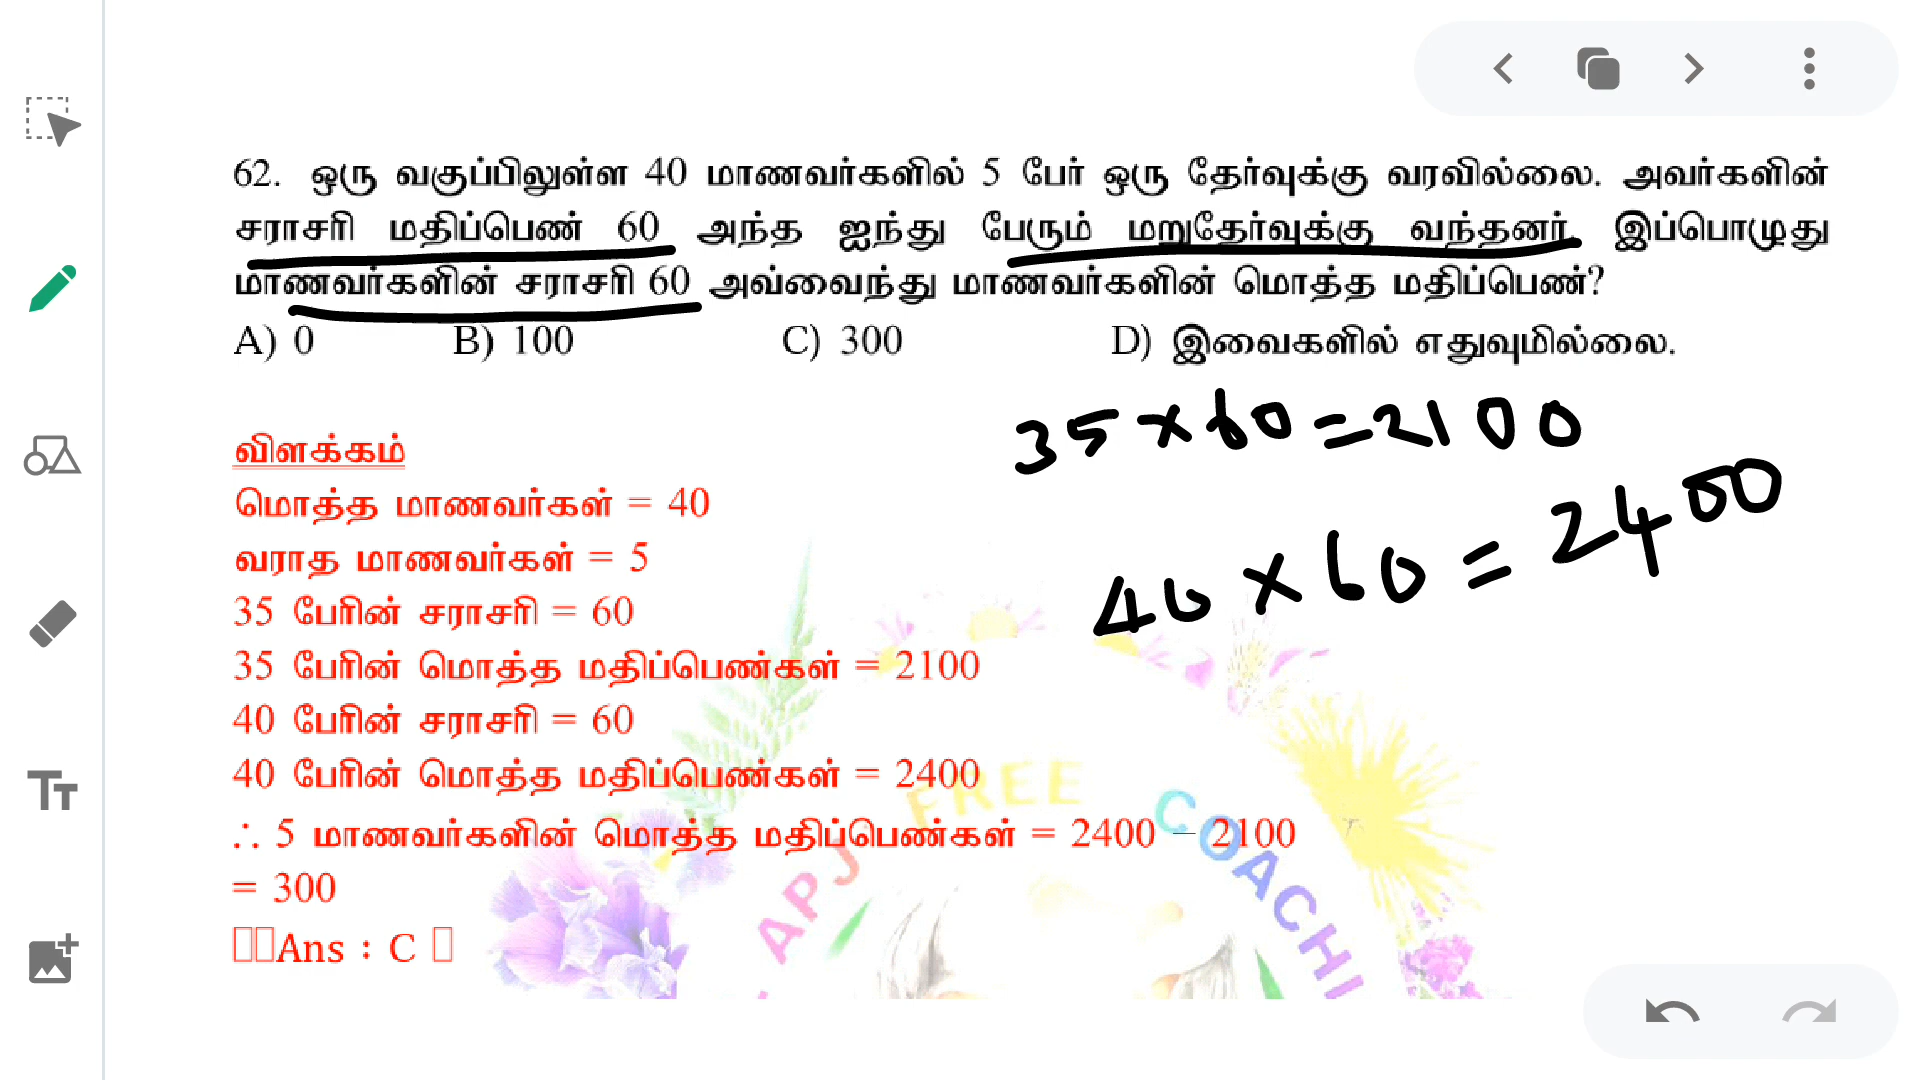 62. ஒரு வகுப்பிலுள்ள 40 மாணவர்களில் 5 பேர் ஒரு தேர்வுக்கு வரவில்லை. அவர்களின்
சராசரி மதிப்பெண் 60 அந்த ஐந்து பேரும் மறுதேர்வுக்கு வந்தனர். இப்பொழுது
மாணவர்களின் சராசரி 60 அவ்வைந்து மாணவர்களின் மொத்த மதிப்பெண்?
A) 0 B) 100 C) 300 D) இவைகளில் எதுவுமில்லை.
35 x 60 = 2100
விளக்கம்
மொத்த மாணவர்கள் = 40
40 x 60 = 2400
வராத மாணவர்கள் = 5
35 பேரின் சராசரி = 60
35 பேரின் மொத்த மதிப்பெண்கள் = 2100
40 பேரின் சராசரி = 60
40 பேரின் மொத்த மதிப்பெண்கள் = 2400
∴ 5 மாணவர்களின் மொத்த மதிப்பெண்கள் = 2400 – 2100
= 300
Ans : C
APJ FREE COACHI
Tт